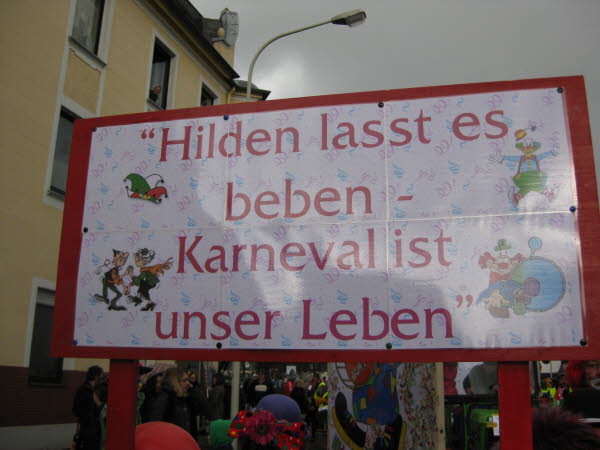 “Hilden lasst es
beben -
Karneval ist
unser Leben”